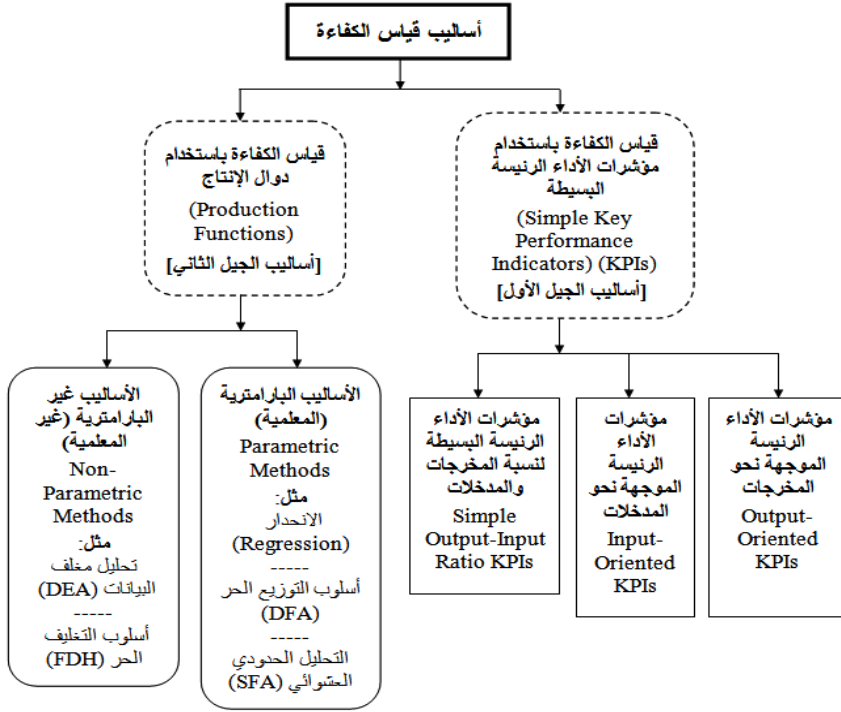 أساليب قياس الكفاءة
قياس الكفاءة باستخدام
مؤشرات الأداء الرئيسة
البسيطة
(Simple Key
Performance
Indicators) (KPIs)
[أساليب الجيل الأول]
قياس الكفاءة باستخدام
دوال الإنتاج
(Production
Functions)
[أساليب الجيل الثاني]
مؤشرات الأداء
الرئيسة
الموجهة نحو
المخرجات
Output-
Oriented KPIs
مؤشرات
الأداء
الرئيسة
الموجهة نحو
المدخلات
Input-
Oriented
KPIs
مؤشرات الأداء
الرئيسة البسيطة
لنسبة المخرجات
والمدخلات
Simple
Output-Input
Ratio KPIs
الأساليب البارامترية
(المعلمية)
Parametric
Methods
مثل:
الانحدار
(Regression)
-----
أسلوب التوزيع الحر
(DFA)
-----
التحليل الحدودي
العشوائي (SFA)
الأساليب غير
البارامترية (غير
المعلمية)
Non-
Parametric
Methods
مثل:
تحليل مغلف
البيانات (DEA)
-----
أسلوب التغليف
الحر (FDH)